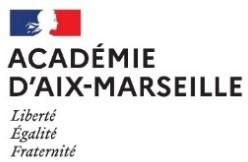 ACADÉMIE
D'AIX-MARSEILLE
Liberté
Égalité
Fraternité